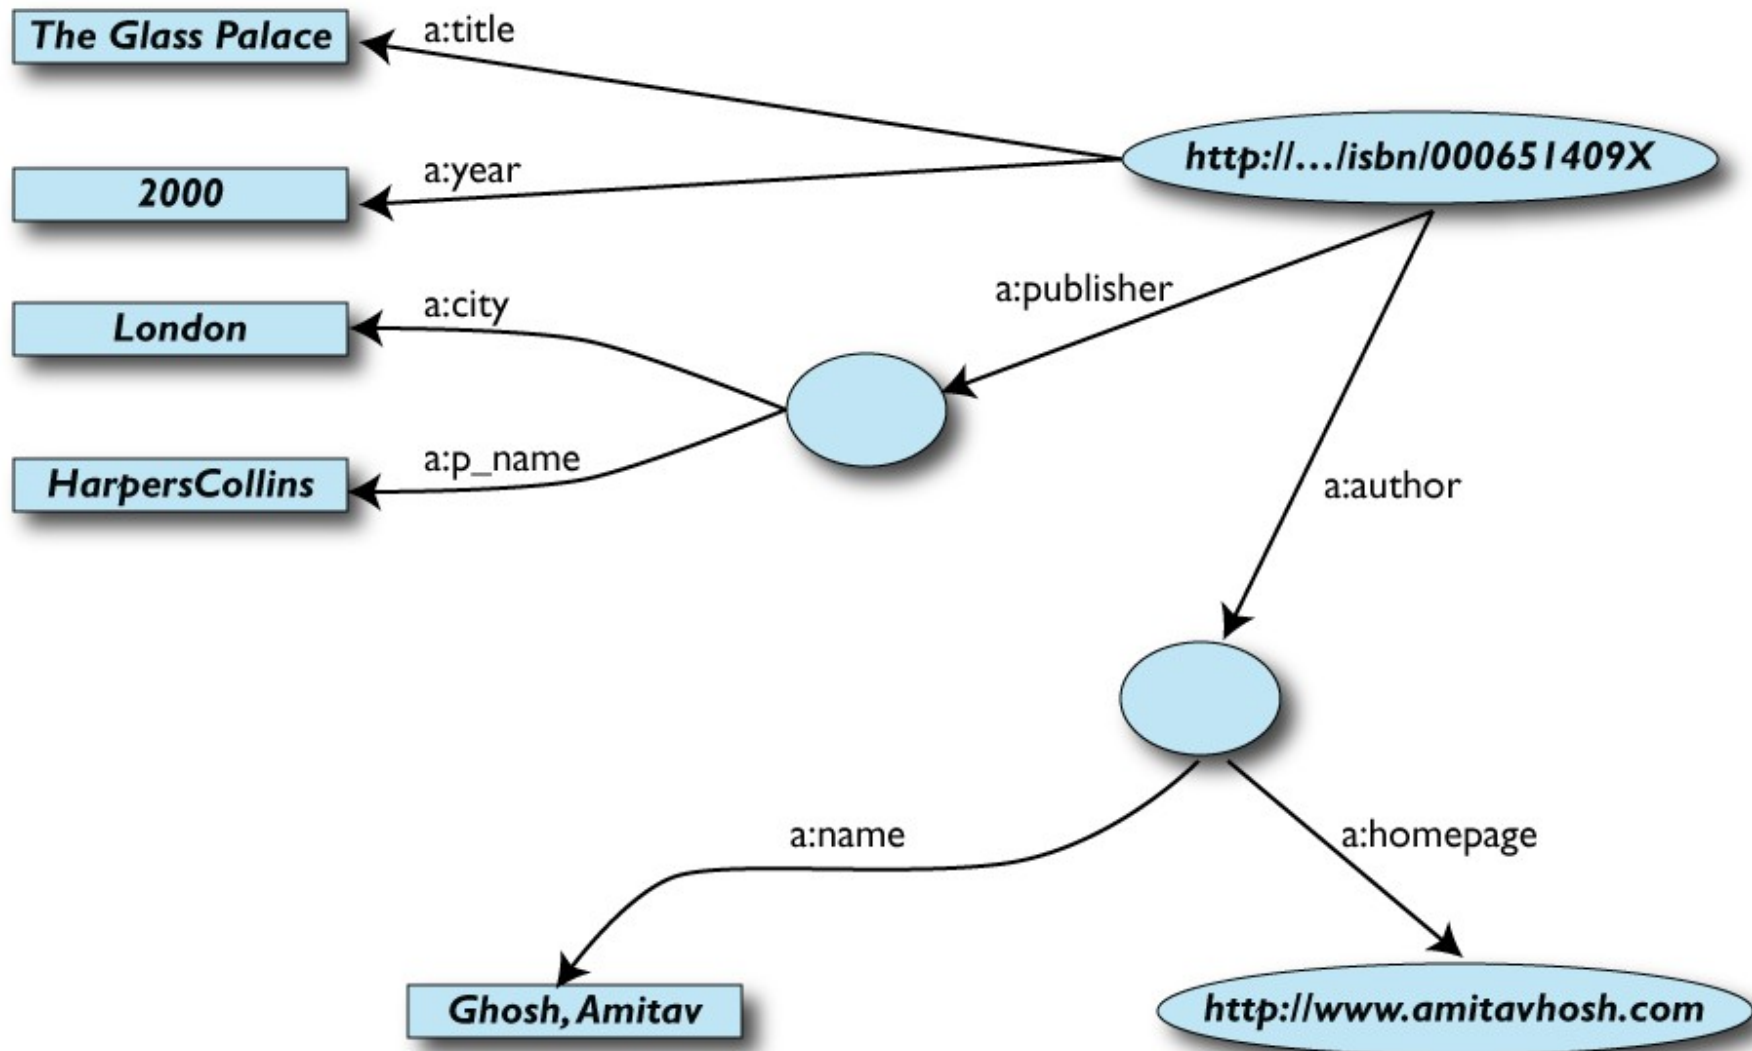 The Glass Palace
a:title
http://.../isbn/000651409X
a:year
2000
a:publisher
a:city
London
a:p_name
HarpersCollins
a:author
a:name
a:homepage
Ghosh, Amitav
http://www.amitavhosh.com